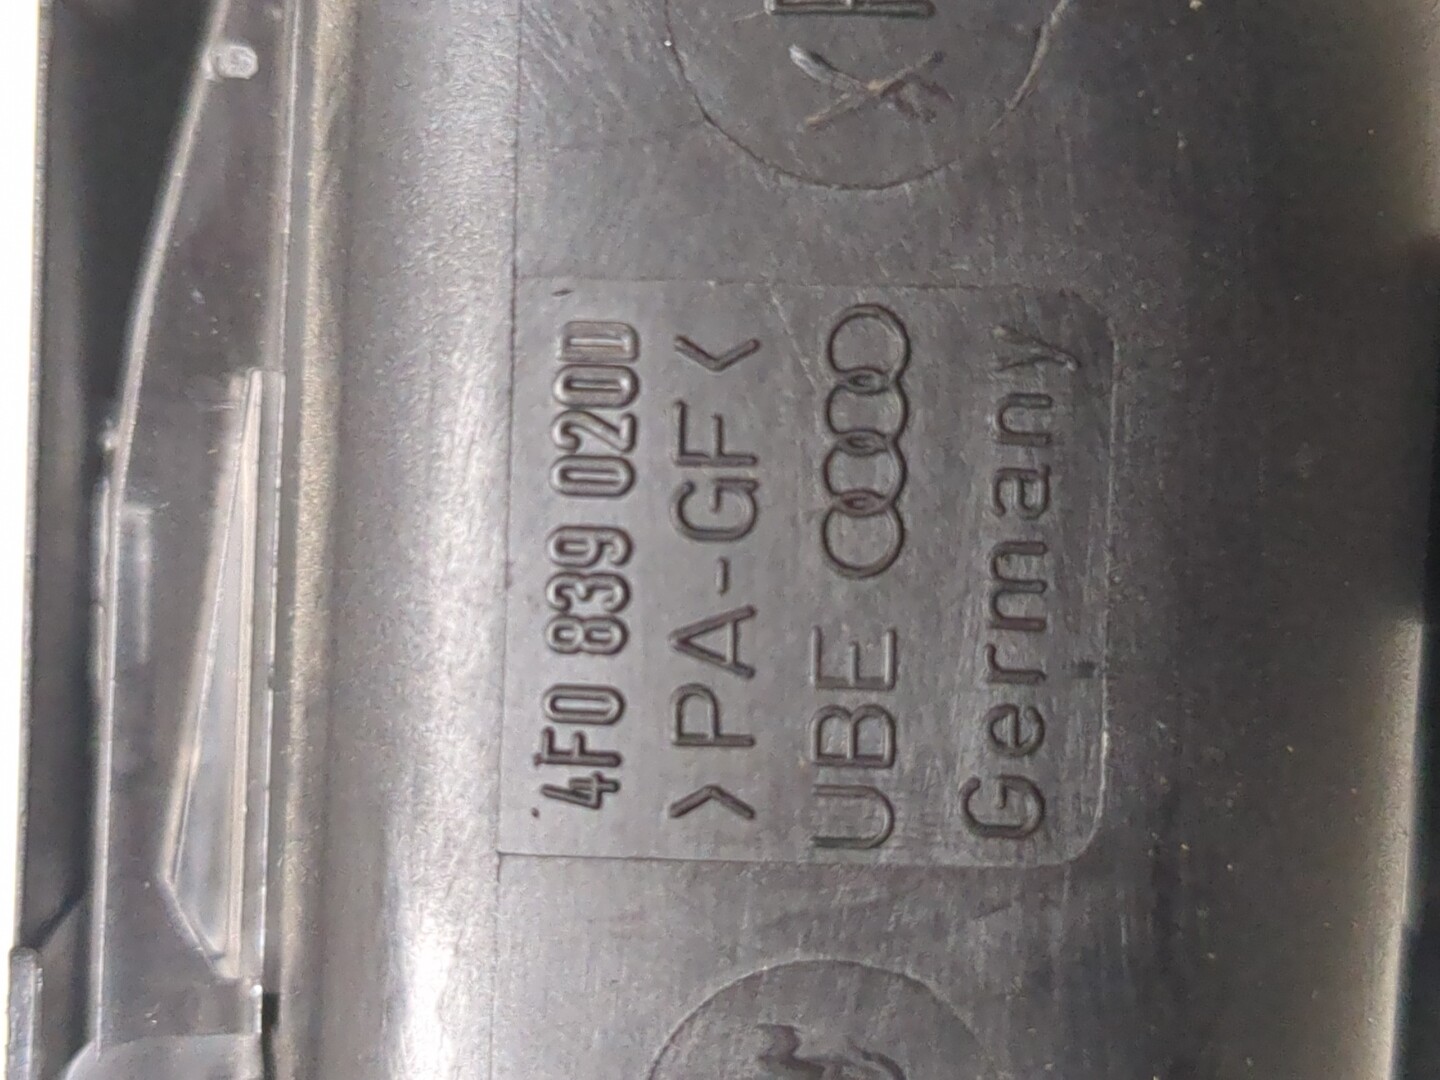 4F0 839 020D
>PA-GF<
UBE
Germany